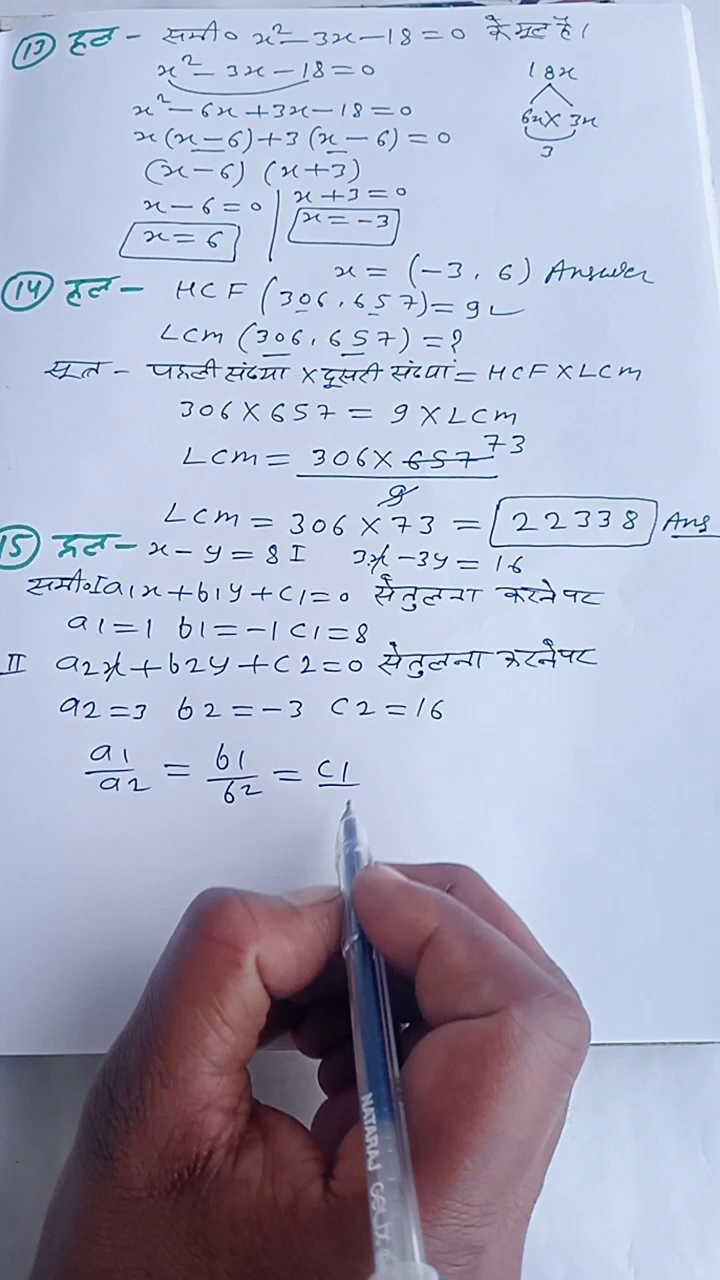 13 हल - समी० x² - 3x - 18 = 0 के मूल है।
x² - 3x - 18 = 0
18x
x² - 6x + 3x - 18 = 0
6x X 3x
3
x (x - 6) + 3 (x - 6) = 0
(x - 6) (x + 3)
x - 6 = 0 | x + 3 = 0
x = 6 | x = -3
x = (-3, 6) Answer
14 हल - HCF (306, 657) = 9
LCM (306, 657) = ?
सूत्र - पहली संख्या X दूसरी संख्या = HCF X LCM
306 X 657 = 9 X LCM
LCM = 306 X 657 73
9
LCM = 306 X 73 = 22338 Ans
15 हल - x - y = 8 I 3x - 3y = 16
समी० I a1x + b1y + c1 = 0 से तुलना करने पर
a1 = 1 b1 = -1 c1 = 8
II a2x + b2y + c2 = 0 से तुलना करने पर
a2 = 3 b2 = -3 c2 = 16
a1/a2 = b1/b2 = c1
NATARAJ